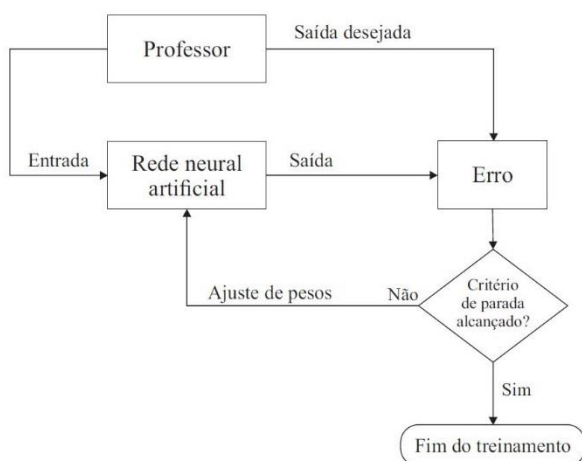 Saída desejada
Professor
Entrada
Rede neural
artificial
Saída
Erro
Ajuste de pesos
Não
Critério
de parada
alcançado?
Sim
Fim do treinamento